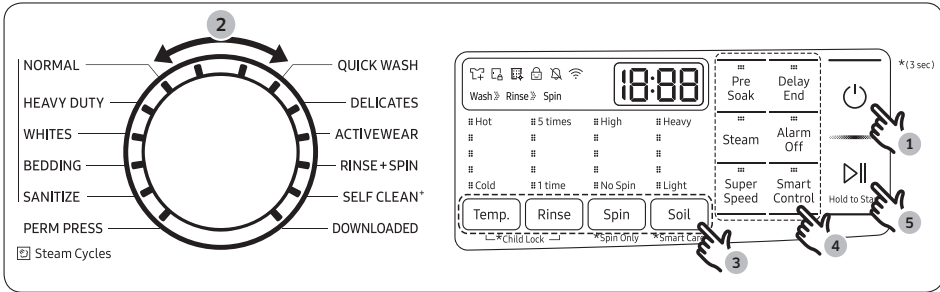 2
NORMAL
HEAVY DUTY
WHITES
BEDDING
SANITIZE
PERM PRESS
Steam Cycles
QUICK WASH
DELICATES
ACTIVEWEAR
RINSE+SPIN
SELF CLEAN+
DOWNLOADED
18:88
Wash» Rinse» Spin
Hot 5 times High Heavy
Cold 1 time No Spin Light
Temp. Rinse Spin Soil
*Child Lock *Spin Only *Smart Care
3
Pre Soak
Delay End
Steam
Alarm Off
Super Speed
Smart Control
4
*(3 sec)
1
Hold to Start
5